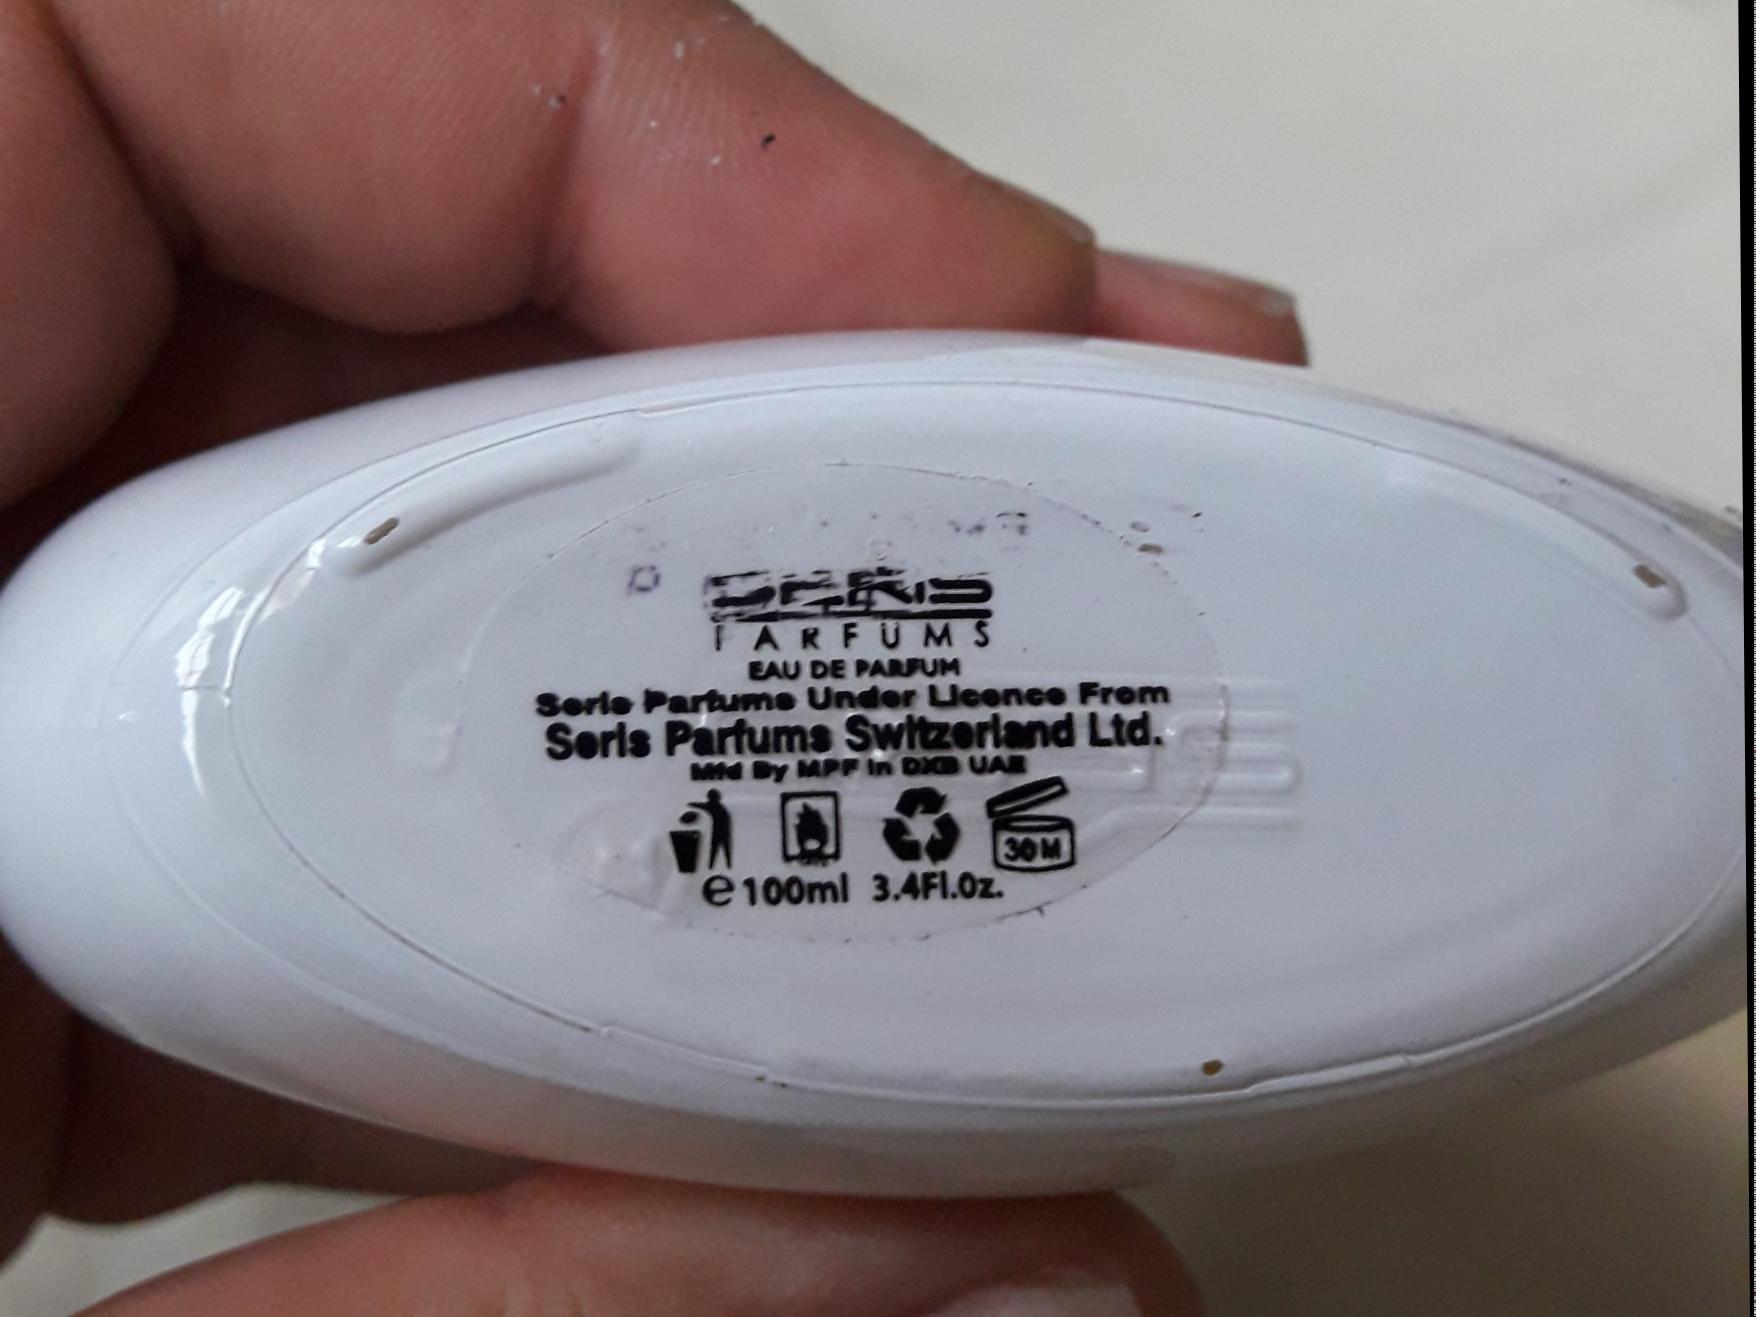 SERIS
PARFUMS
EAU DE PARFUM
Seris Parfums Under Licence From
Seris Parfums Switzerland Ltd.
Mfd By MPF in DXB UAE
30M
e 100ml 3.4Fl.Oz.